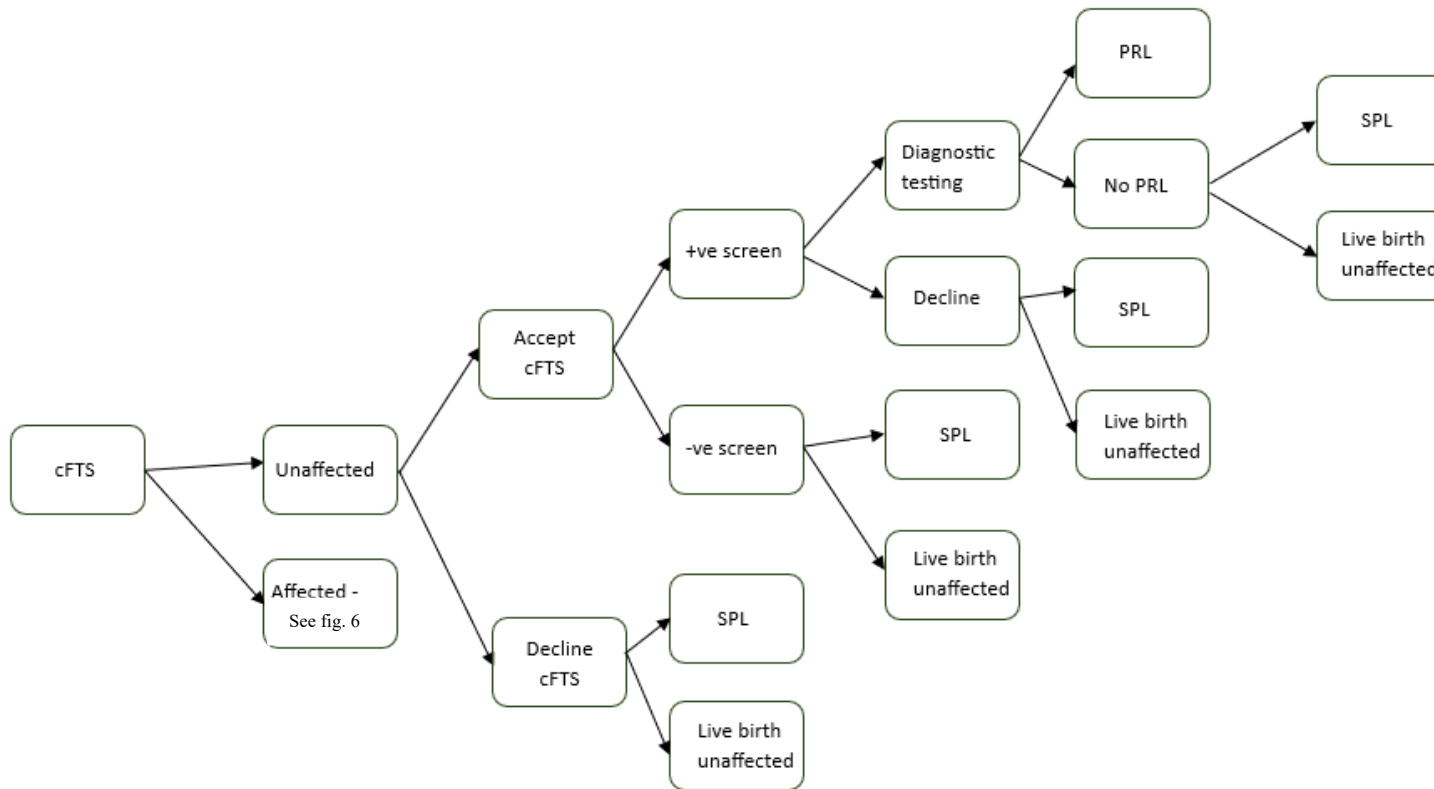 cFTS
Unaffected
Affected -
See fig. 6
Accept
cFTS
Decline
cFTS
+ve screen
-ve screen
SPL
Live birth
unaffected
Diagnostic
testing
Decline
SPL
Live birth
unaffected
PRL
No PRL
SPL
Live birth
unaffected
SPL
Live birth
unaffected